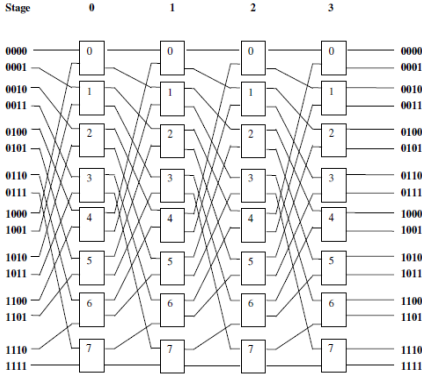 Stage 0 1 2 3
0000 0 0 0 0 0000
0001 0001
0010 1 1 1 1 0010
0011 0011
0100 2 2 2 2 0100
0101 0101
0110 3 3 3 3 0110
0111 0111
1000 4 4 4 4 1000
1001 1001
1010 5 5 5 5 1010
1011 1011
1100 6 6 6 6 1100
1101 1101
1110 7 7 7 7 1110
1111 1111